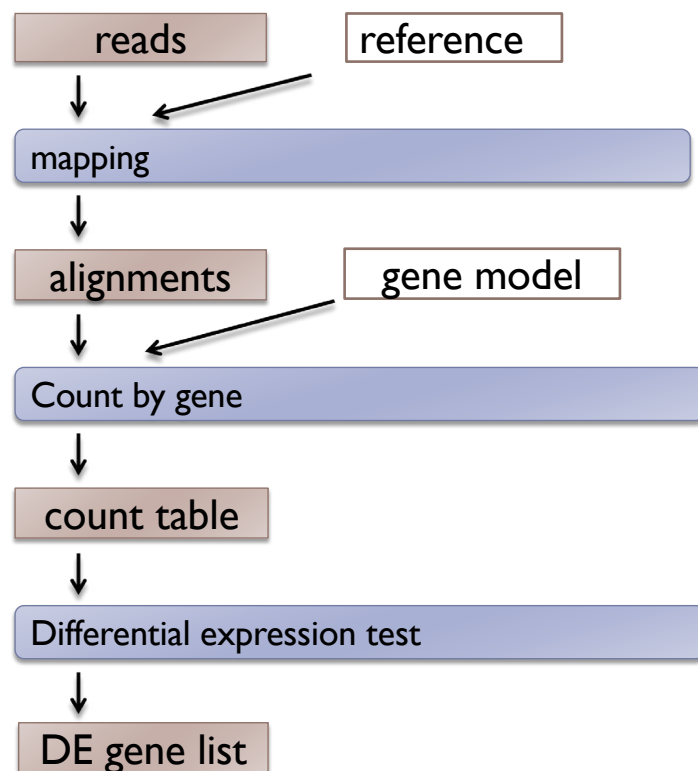 reads
reference
mapping
alignments
gene model
Count by gene
count table
Differential expression test
DE gene list